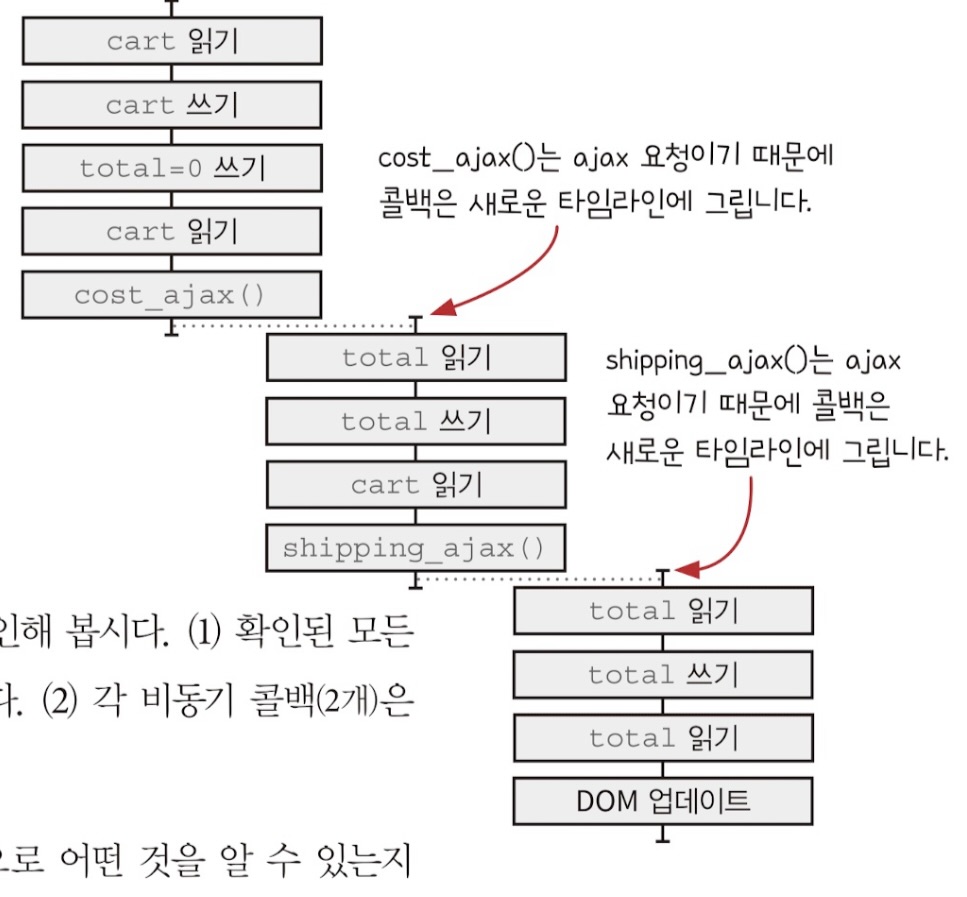 cart 읽기
cart 쓰기
total=0 쓰기
cart 읽기
cost_ajax()
cost_ajax()는 ajax 요청이기 때문에
콜백은 새로운 타임라인에 그립니다.
total 읽기
total 쓰기
cart 읽기
shipping_ajax()
shipping_ajax()는 ajax
요청이기 때문에 콜백은
새로운 타임라인에 그립니다.
total 읽기
total 쓰기
total 읽기
DOM 업데이트
인해 봅시다. (1) 확인된 모든
다. (2) 각 비동기 콜백(2개)은
으로 어떤 것을 알 수 있는지